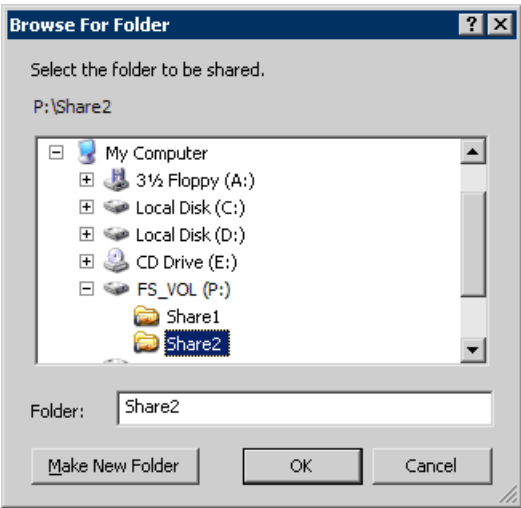 Browse For Folder
Select the folder to be shared.
P:\Share2
My Computer
3½ Floppy (A:)
Local Disk (C:)
Local Disk (D:)
CD Drive (E:)
FS_VOL (P:)
Share1
Share2
Folder: Share2
Make New Folder OK Cancel